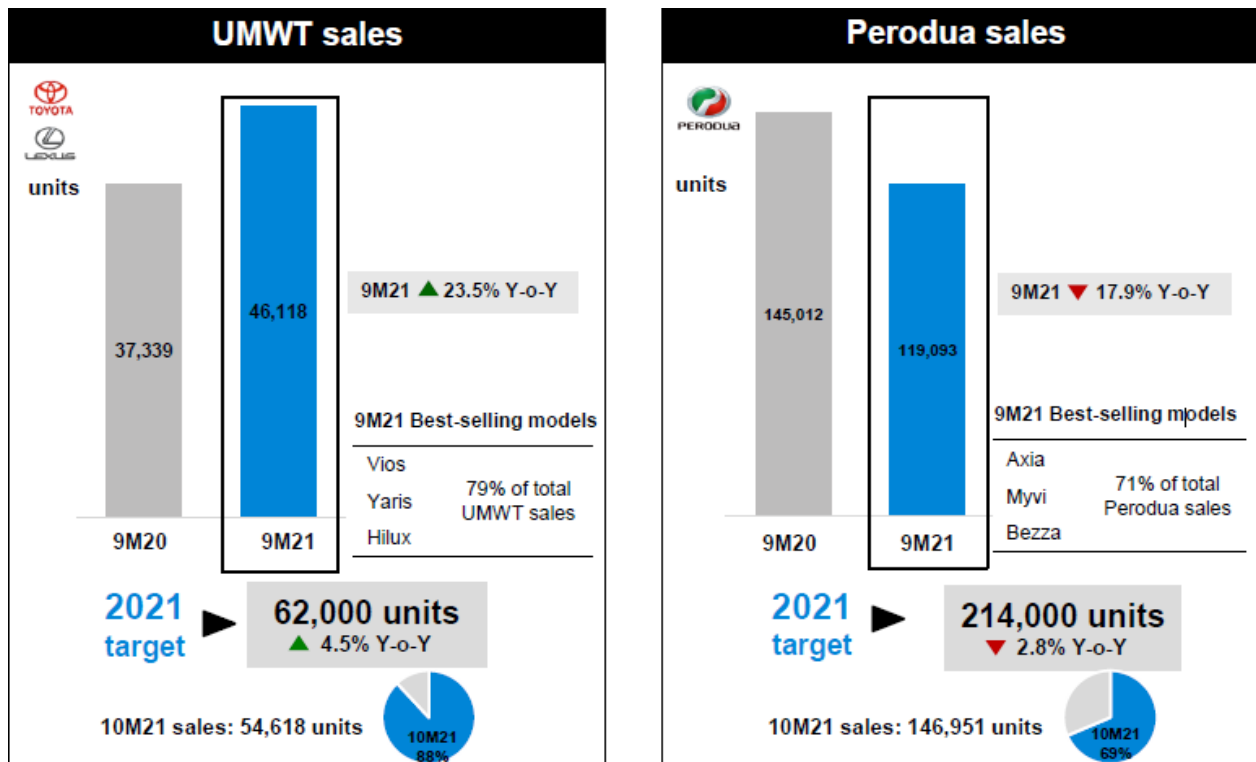 UMWT sales
TOYOTA
LEXUS
units
37,339
46,118
9M21 ▲ 23.5% Y-o-Y
9M21 Best-selling models
Vios
Yaris
Hilux
79% of total
UMWT sales
9M20
9M21
2021
target
62,000 units
▲ 4.5% Y-o-Y
10M21 sales: 54,618 units
10M21
88%
Perodua sales
PERODUA
units
145,012
119,093
9M21 ▼ 17.9% Y-o-Y
9M21 Best-selling models
Axia
Myvi
Bezza
71% of total
Perodua sales
9M20
9M21
2021
target
214,000 units
▼ 2.8% Y-o-Y
10M21 sales: 146,951 units
10M21
69%